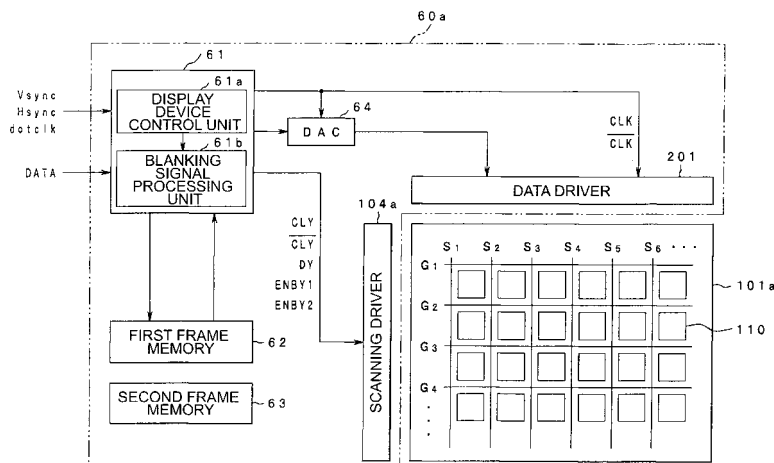 60a
61
61a
Vsync
Hsync
dotclk
DISPLAY
DEVICE
CONTROL UNIT
64
DAC
CLK
CLK
61b
DATA
BLANKING
SIGNAL
PROCESSING
UNIT
201
DATA DRIVER
104a
CLY
CLY
DY
ENBY1
ENBY2
SCANNING DRIVER
S1 S2 S3 S4 S5 S6 ···
G1
G2
G3
G4
101a
110
FIRST FRAME
MEMORY
62
SECOND FRAME
MEMORY
63